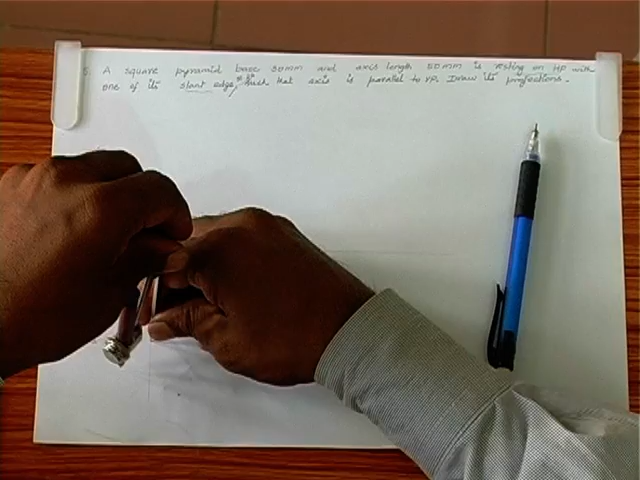 A square pyramid base 30mm and axis length 50mm is resting on HP with
one of its slant edge, such that axis is parallel to VP. Draw its projections.